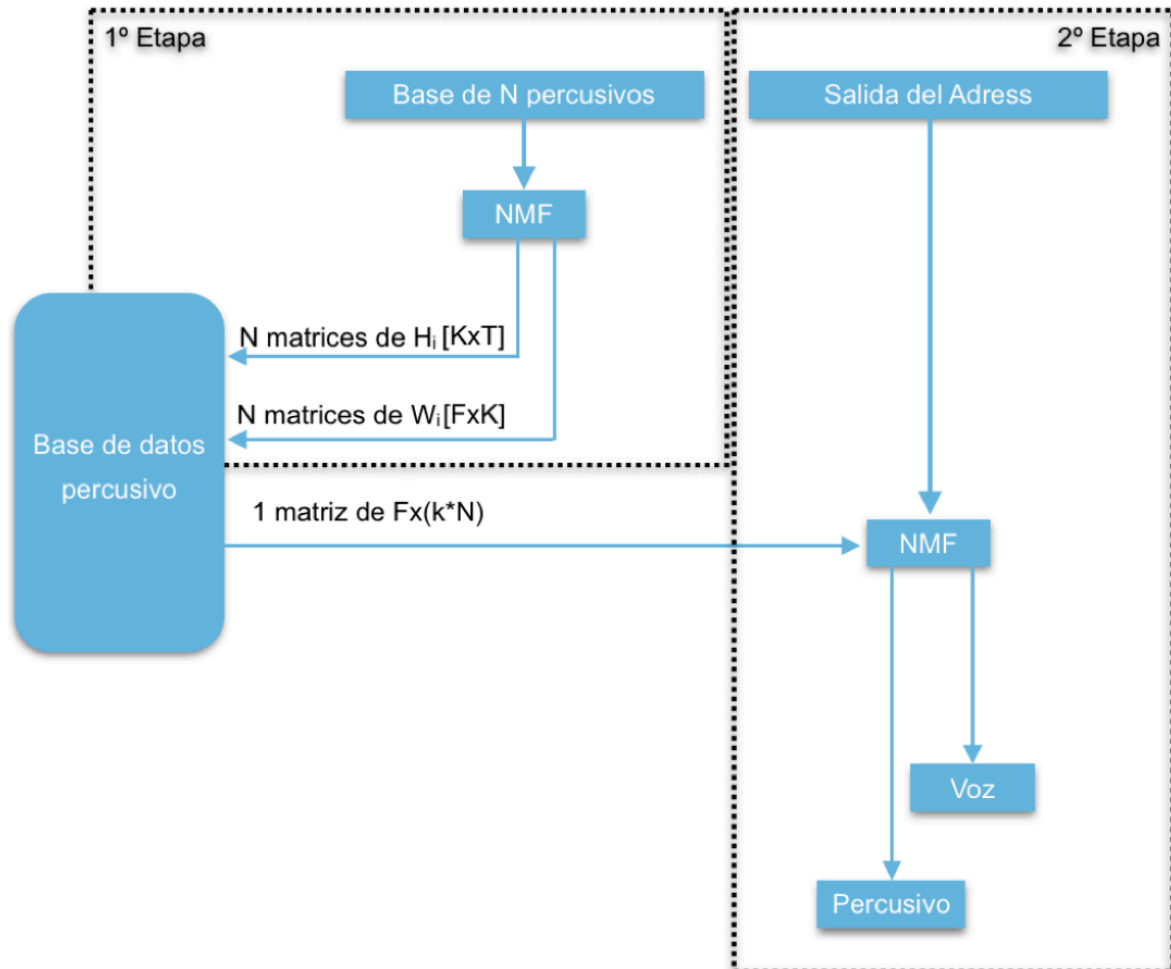 1º Etapa
2º Etapa
Base de N percusivos
Salida del Adress
NMF
N matrices de Hᵢ [KxT]
N matrices de Wᵢ[FxK]
Base de datos
percusivo
1 matriz de Fx(k*N)
NMF
Voz
Percusivo